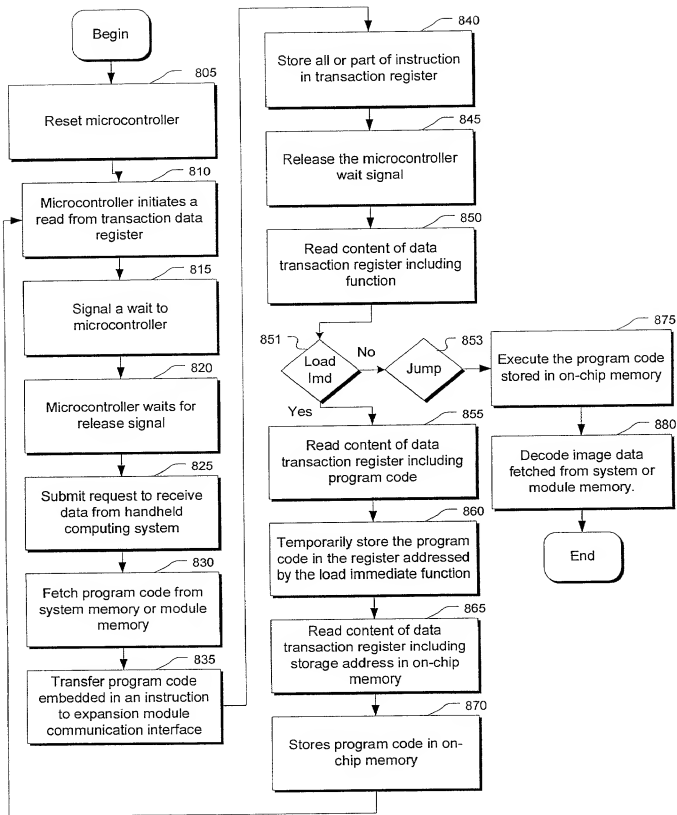 Begin
805
Reset microcontroller
810
Microcontroller initiates a
read from transaction data
register
815
Signal a wait to
microcontroller
820
Microcontroller waits for
release signal
825
Submit request to receive
data from handheld
computing system
830
Fetch program code from
system memory or module
memory
835
Transfer program code
embedded in an instruction
to expansion module
communication interface
840
Store all or part of instruction
in transaction register
845
Release the microcontroller
wait signal
850
Read content of data
transaction register including
function
851
Load
Imd
No
Yes
853
Jump
855
Read content of data
transaction register including
program code
860
Temporarily store the program
code in the register addressed
by the load immediate function
865
Read content of data
transaction register including
storage address in on-chip
memory
870
Stores program code in on-
chip memory
875
Execute the program code
stored in on-chip memory
880
Decode image data
fetched from system or
module memory.
End